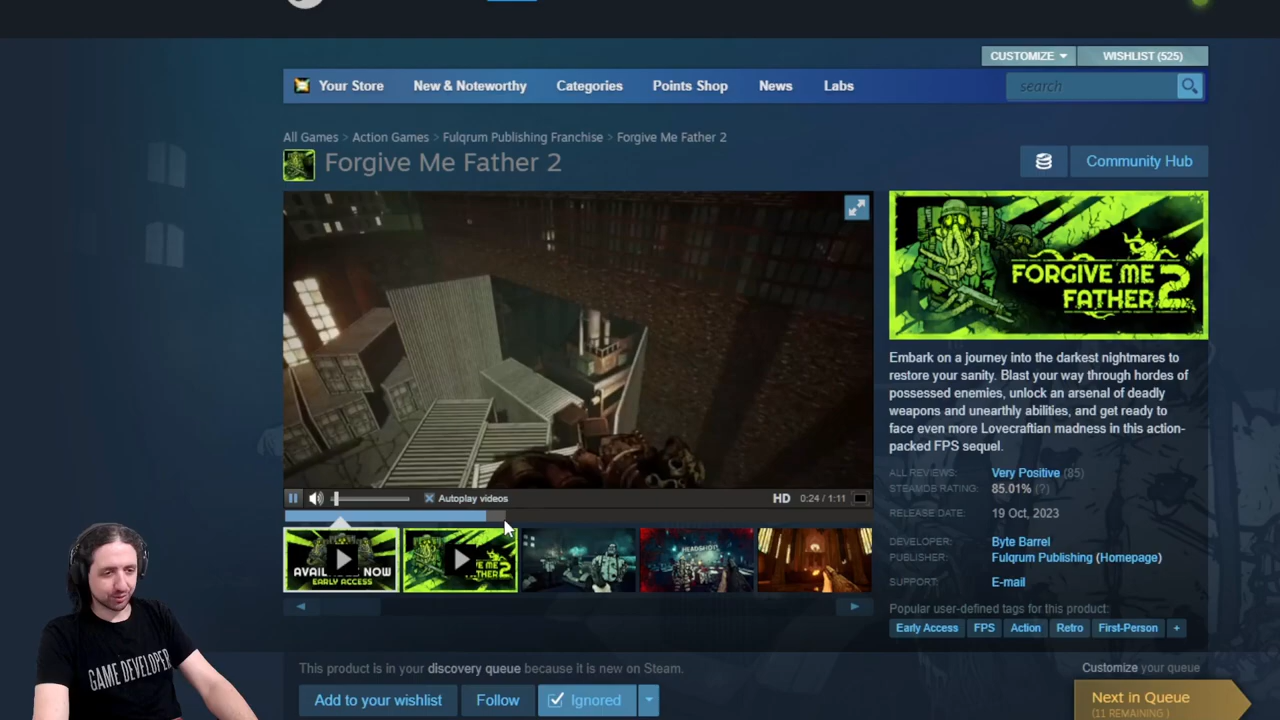 CUSTOMIZE
WISHLIST (525)
Your Store
New & Noteworthy
Categories
Points Shop
News
Labs
search
All Games > Action Games > Fulqrum Publishing Franchise > Forgive Me Father 2
Forgive Me Father 2
Community Hub
FORGIVE ME
FATHER 2
Embark on a journey into the darkest nightmares to
restore your sanity. Blast your way through hordes of
possessed enemies, unlock an arsenal of deadly
weapons and unearthly abilities, and get ready to
face even more Lovecraftian madness in this action-
packed FPS sequel.
ALL REVIEWS: Very Positive (85)
STEAMDB RATING: 85.01% (?)
RELEASE DATE: 19 Oct, 2023
DEVELOPER: Byte Barrel
PUBLISHER: Fulqrum Publishing (Homepage)
SUPPORT: E-mail
Popular user-defined tags for this product:
Early Access
FPS
Action
Retro
First-Person
+
Autoplay videos
HD
0:24 / 1:11
EARLY ACCESS
HEADSHOT
This product is in your discovery queue because it is new on Steam.
Customize your queue
Add to your wishlist
Follow
Ignored
Next in Queue
(11 REMAINING)
GAME DEVELOPER